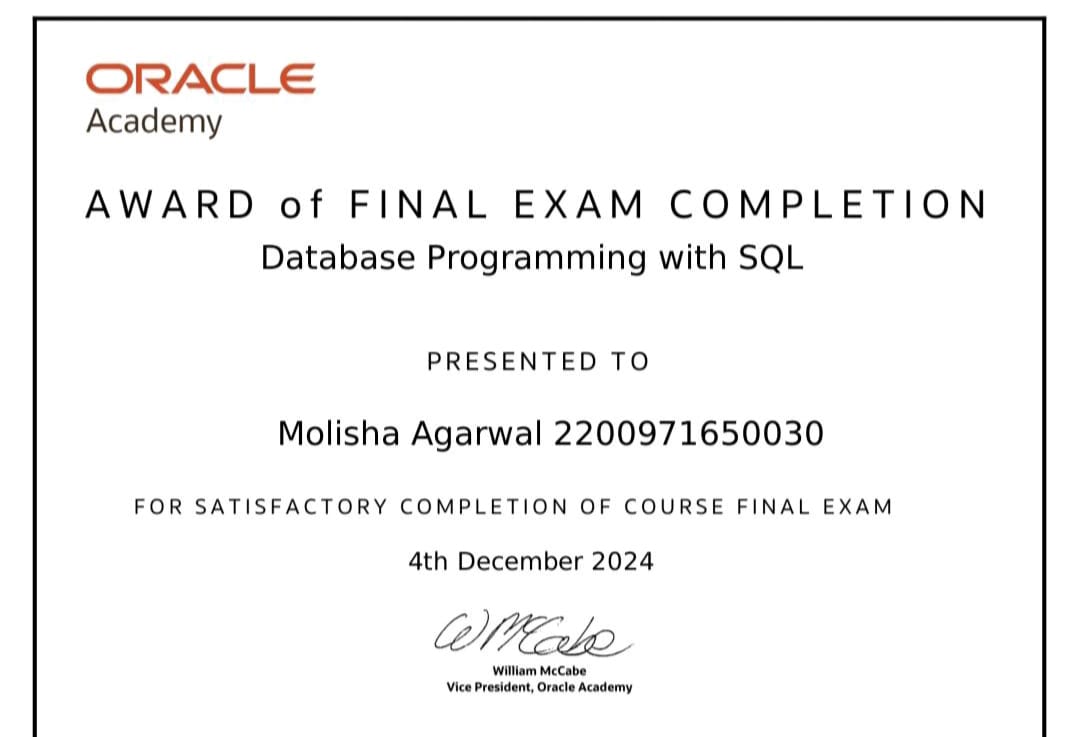 ORACLE
Academy
AWARD of FINAL EXAM COMPLETION
Database Programming with SQL
PRESENTED TO
Molisha Agarwal 2200971650030
FOR SATISFACTORY COMPLETION OF COURSE FINAL EXAM
4th December 2024
WMcCabe
William McCabe
Vice President, Oracle Academy